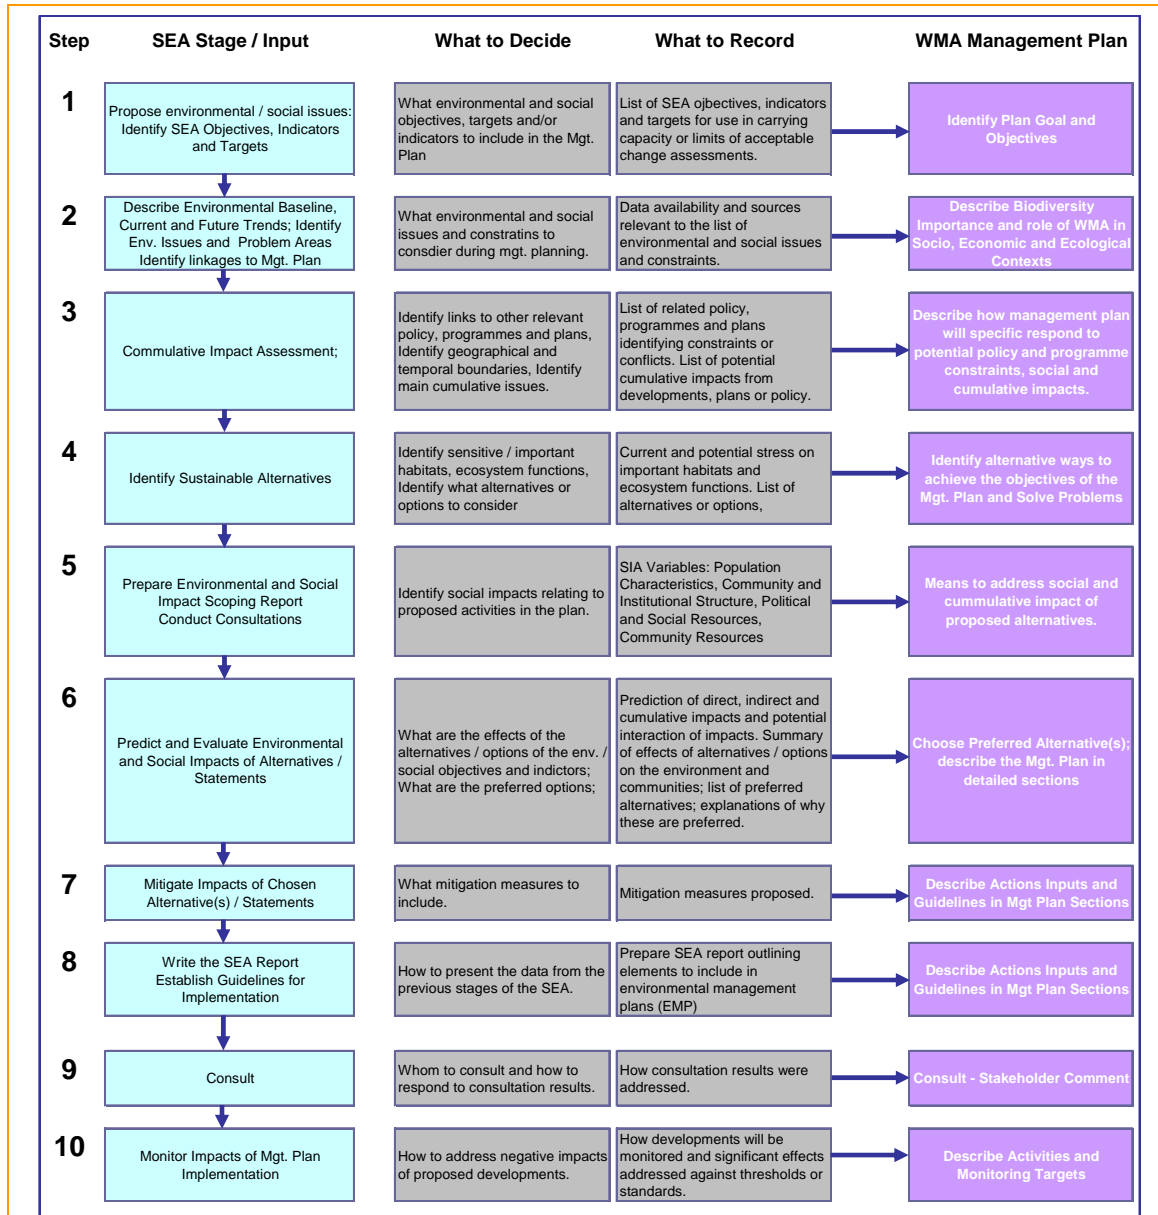 Step SEA Stage / Input What to Decide What to Record WMA Management Plan
1
Propose environmental / social issues:
Identify SEA Objectives, Indicators
and Targets
What environmental and social
objectives, targets and/or
indicators to include in the Mgt.
Plan
List of SEA ojbectives, indicators
and targets for use in carrying
capacity or limits of acceptable
change assessments.
Identify Plan Goal and
Objectives
2
Describe Environmental Baseline,
Current and Future Trends; Identify
Env. Issues and Problem Areas
Identify linkages to Mgt. Plan
What environmental and social
issues and constratins to
consdier during mgt. planning.
Data availability and sources
relevant to the list of
environmental and social issues
and constraints.
Describe Biodiversity
Importance and role of WMA in
Socio, Economic and Ecological
Contexts
3
Commulative Impact Assessment;
Identify links to other relevant
policy, programmes and plans,
Identify geographical and
temporal boundaries, Identify
main cumulative issues.
List of related policy,
programmes and plans
identifying constraints or
conflicts. List of potential
cumulative impacts from
developments, plans or policy.
Describe how management plan
will specific respond to
potential policy and programme
constraints, social and
cumulative impacts.
4
Identify Sustainable Alternatives
Identify sensitive / important
habitats, ecosystem functions,
Identify what alternatives or
options to consider
Current and potential stress on
important habitats and
ecosystem functions. List of
alternatives or options,
Identify alternative ways to
achieve the objectives of the
Mgt. Plan and Solve Problems
5
Prepare Environmental and Social
Impact Scoping Report
Conduct Consultations
Identify social impacts relating to
proposed activities in the plan.
SIA Variables: Population
Characteristics, Community and
Institutional Structure, Political
and Social Resources,
Community Resources
Means to address social and
cummulative impact of
proposed alternatives.
6
Predict and Evaluate Environmental
and Social Impacts of Alternatives /
Statements
What are the effects of the
alternatives / options of the env. /
social objectives and indictors;
What are the preferred options;
Prediction of direct, indirect and
cumulative impacts and potential
interaction of impacts. Summary
of effects of alternatives / options
on the environment and
communities; list of preferred
alternatives; explanations of why
these are preferred.
Choose Preferred Alternative(s);
describe the Mgt. Plan in
detailed sections
7
Mitigate Impacts of Chosen
Alternative(s) / Statements
What mitigation measures to
include.
Mitigation measures proposed.
Describe Actions Inputs and
Guidelines in Mgt Plan Sections
8
Write the SEA Report
Establish Guidelines for
Implementation
How to present the data from the
previous stages of the SEA.
Prepare SEA report outlining
elements to include in
environmental management
plans (EMP)
Describe Actions Inputs and
Guidelines in Mgt Plan Sections
9
Consult
Whom to consult and how to
respond to consultation results.
How consultation results were
addressed.
Consult - Stakeholder Comment
10
Monitor Impacts of Mgt. Plan
Implementation
How to address negative impacts
of proposed developments.
How developments will be
monitored and significant effects
addressed against thresholds or
standards.
Describe Activities and
Monitoring Targets